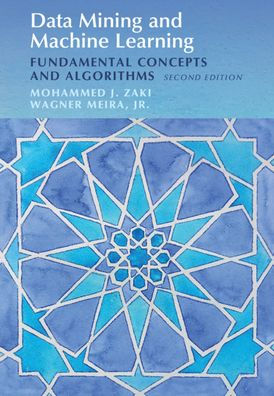 Data Mining and
Machine Learning
FUNDAMENTAL CONCEPTS
AND ALGORITHMS SECOND EDITION
MOHAMMED J. ZAKI
WAGNER MEIRA, JR.